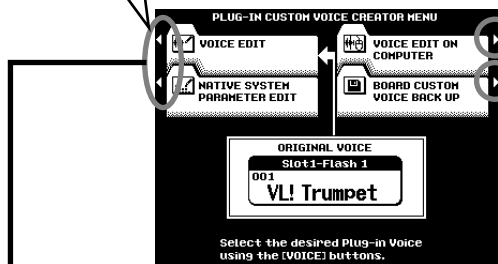 PLUG-IN CUSTOM VOICE CREATOR MENU
VOICE EDIT
VOICE EDIT ON
COMPUTER
NATIVE SYSTEM
PARAMETER EDIT
BOARD CUSTOM
VOICE BACK UP
ORIGINAL VOICE
Slot1-Flash 1
001
VL! Trumpet
Select the desired Plug-in Voice
using the [VOICE] buttons.